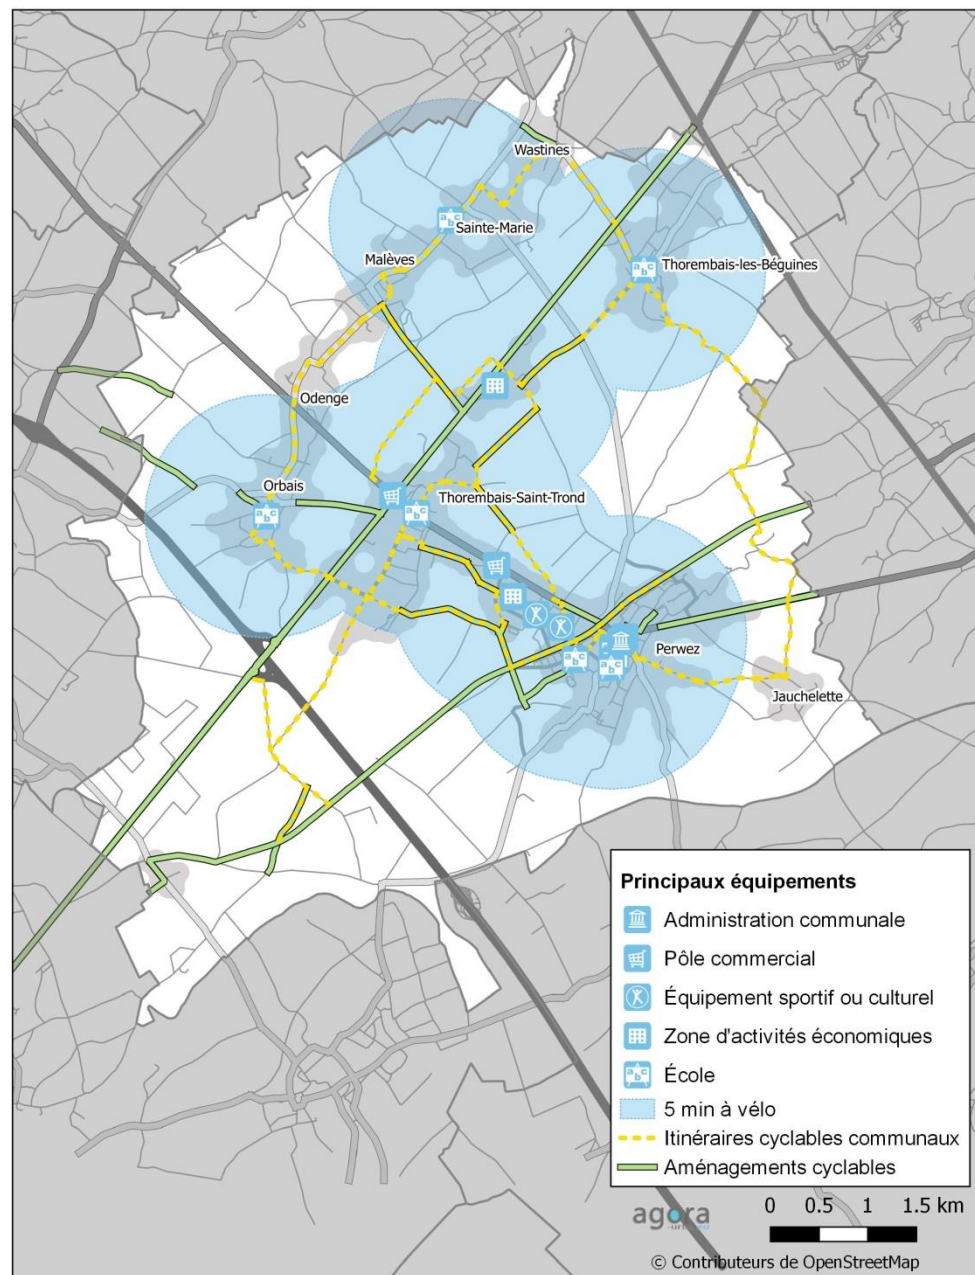 Wastines
Sainte-Marie
Malèves
Thorembais-les-Béguines
Odenge
Orbais
Thorembais-Saint-Trond
Perwez
Jauchelette
Principaux équipements
Administration communale
Pôle commercial
Équipement sportif ou culturel
Zone d'activités économiques
École
5 min à vélo
Itinéraires cyclables communaux
Aménagements cyclables
agora
0 0.5 1 1.5 km
© Contributeurs de OpenStreetMap